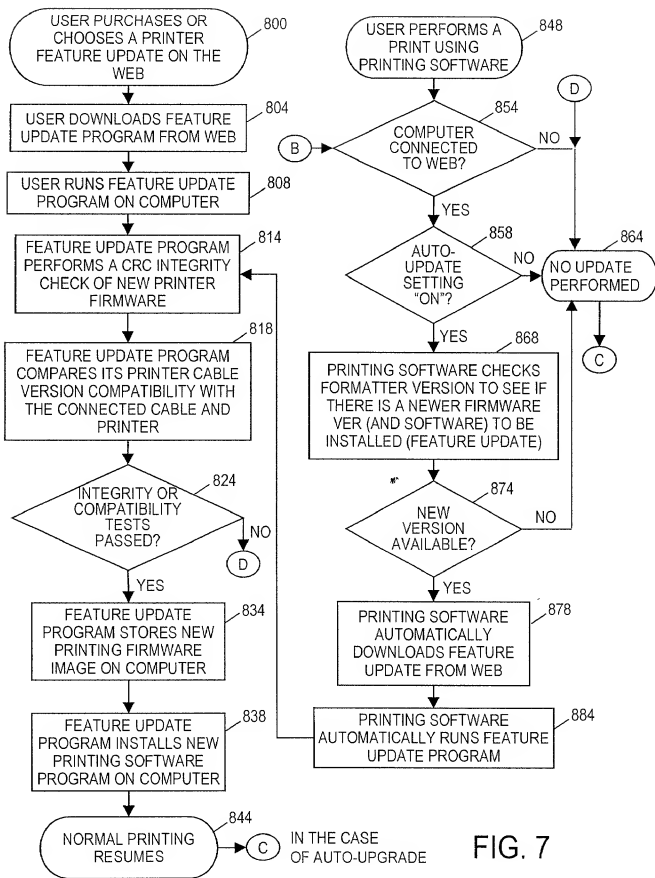 USER PURCHASES OR
CHOOSES A PRINTER
FEATURE UPDATE ON THE
WEB
800
USER DOWNLOADS FEATURE
UPDATE PROGRAM FROM WEB
804
USER RUNS FEATURE UPDATE
PROGRAM ON COMPUTER
808
FEATURE UPDATE PROGRAM
PERFORMS A CRC INTEGRITY
CHECK OF NEW PRINTER
FIRMWARE
814
FEATURE UPDATE PROGRAM
COMPARES ITS PRINTER CABLE
VERSION COMPATIBILITY WITH
THE CONNECTED CABLE AND
PRINTER
818
INTEGRITY OR
COMPATIBILITY
TESTS
PASSED?
824
NO
D
YES
FEATURE UPDATE
PROGRAM STORES NEW
PRINTING FIRMWARE
IMAGE ON COMPUTER
834
FEATURE UPDATE
PROGRAM INSTALLS NEW
PRINTING SOFTWARE
PROGRAM ON COMPUTER
838
NORMAL PRINTING
RESUMES
844
C
IN THE CASE
OF AUTO-UPGRADE
USER PERFORMS A
PRINT USING
PRINTING SOFTWARE
848
B
COMPUTER
CONNECTED
TO WEB?
854
NO
D
YES
AUTO-
UPDATE
SETTING
“ON”?
858
NO
NO UPDATE
PERFORMED
864
C
YES
PRINTING SOFTWARE CHECKS
FORMATTER VERSION TO SEE IF
THERE IS A NEWER FIRMWARE
VER (AND SOFTWARE) TO BE
INSTALLED (FEATURE UPDATE)
868
NEW
VERSION
AVAILABLE?
874
NO
YES
PRINTING SOFTWARE
AUTOMATICALLY
DOWNLOADS FEATURE
UPDATE FROM WEB
878
PRINTING SOFTWARE
AUTOMATICALLY RUNS FEATURE
UPDATE PROGRAM
884
FIG. 7